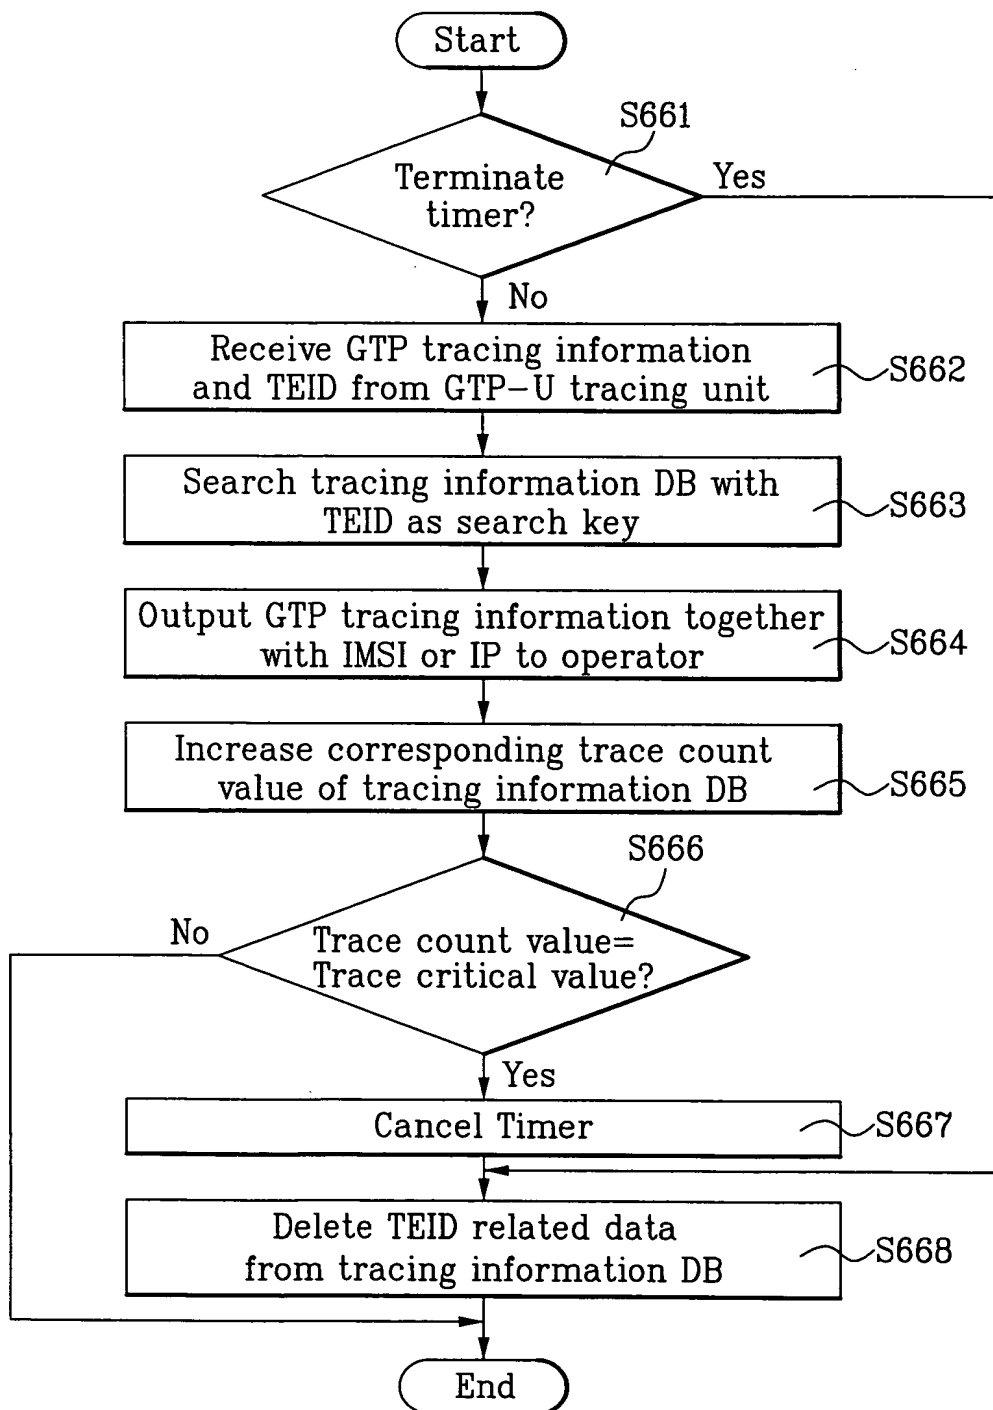 Start
S661
Terminate
timer?
Yes
No
Receive GTP tracing information
and TEID from GTP-U tracing unit
S662
Search tracing information DB with
TEID as search key
S663
Output GTP tracing information together
with IMSI or IP to operator
S664
Increase corresponding trace count
value of tracing information DB
S665
S666
No
Trace count value=
Trace critical value?
Yes
Cancel Timer
S667
Delete TEID related data
from tracing information DB
S668
End